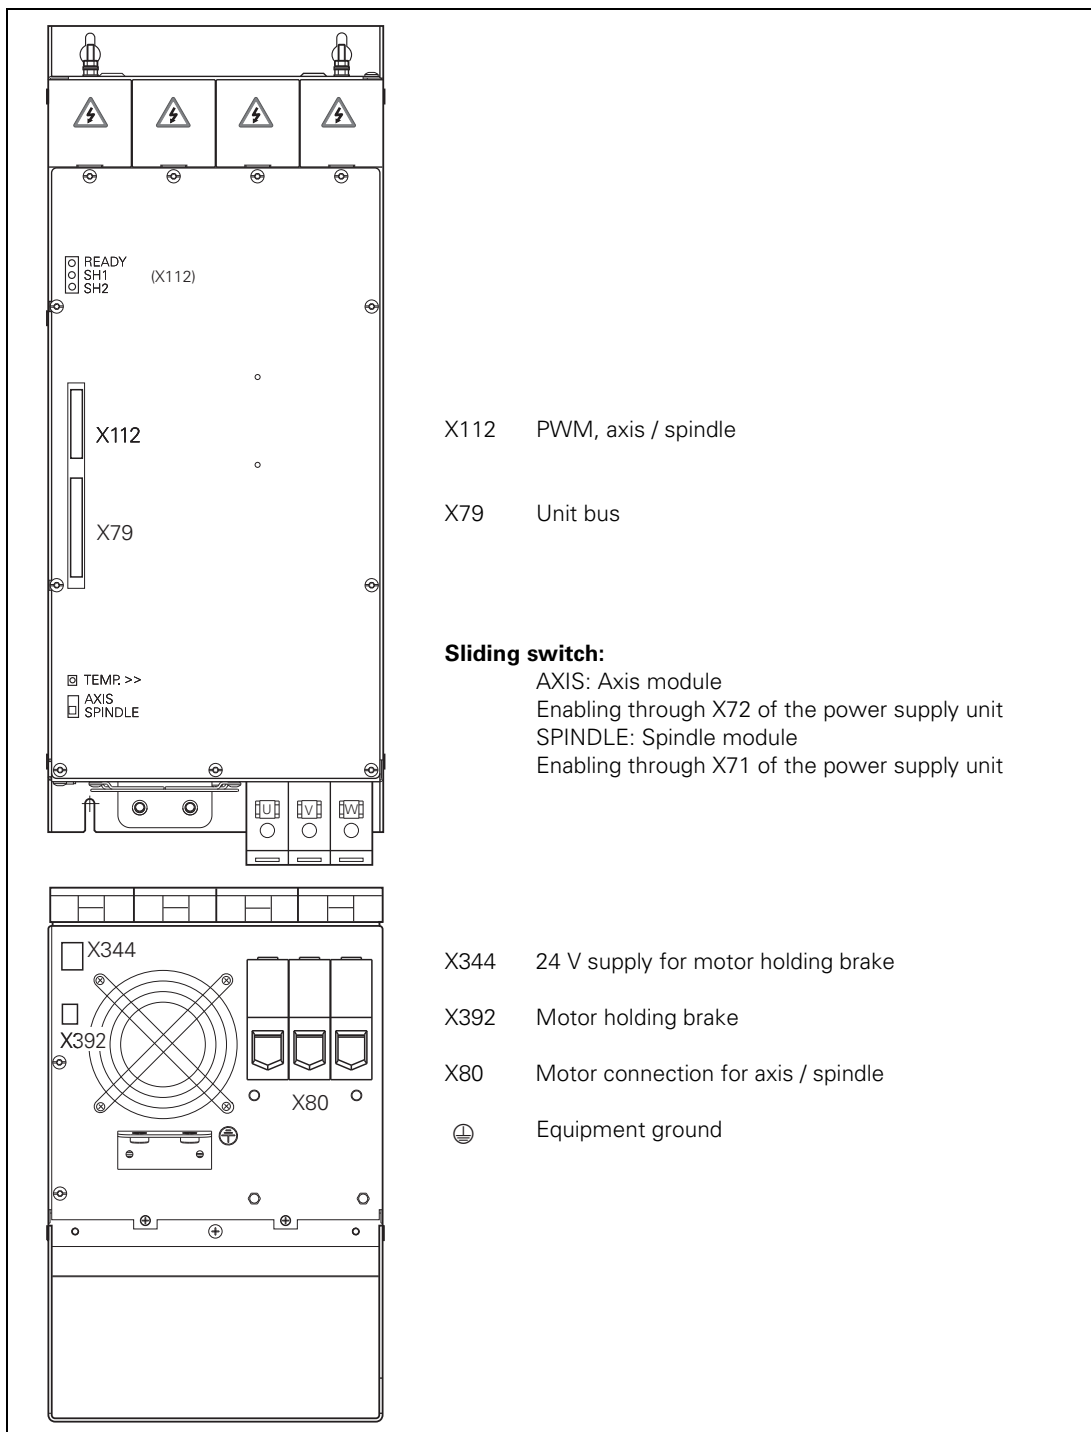 READY
SH1
SH2
(X112)
X112
X79
TEMP. >>
AXIS
SPINDLE
U V W
X112 PWM, axis / spindle
X79 Unit bus
Sliding switch:
AXIS: Axis module
Enabling through X72 of the power supply unit
SPINDLE: Spindle module
Enabling through X71 of the power supply unit
X344
X392
X80
X344 24 V supply for motor holding brake
X392 Motor holding brake
X80 Motor connection for axis / spindle
Equipment ground